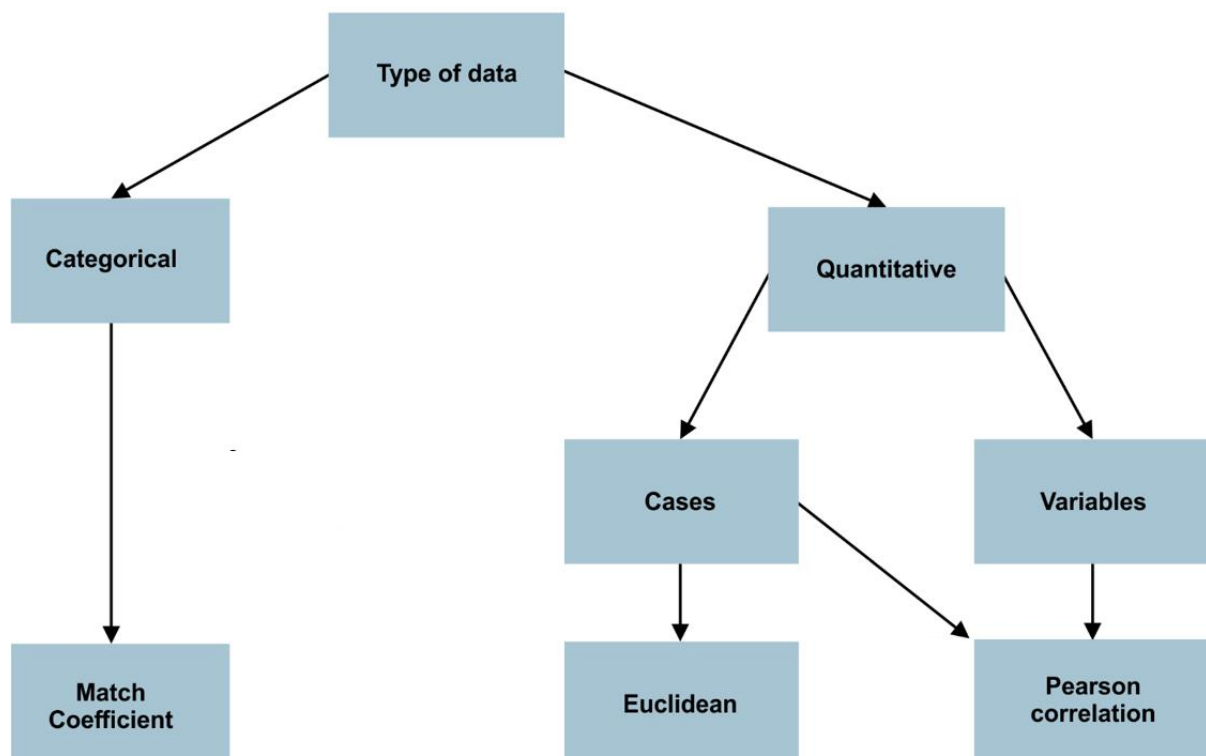 Type of data
Categorical
Quantitative
Cases
Variables
Match
Coefficient
Euclidean
Pearson
correlation